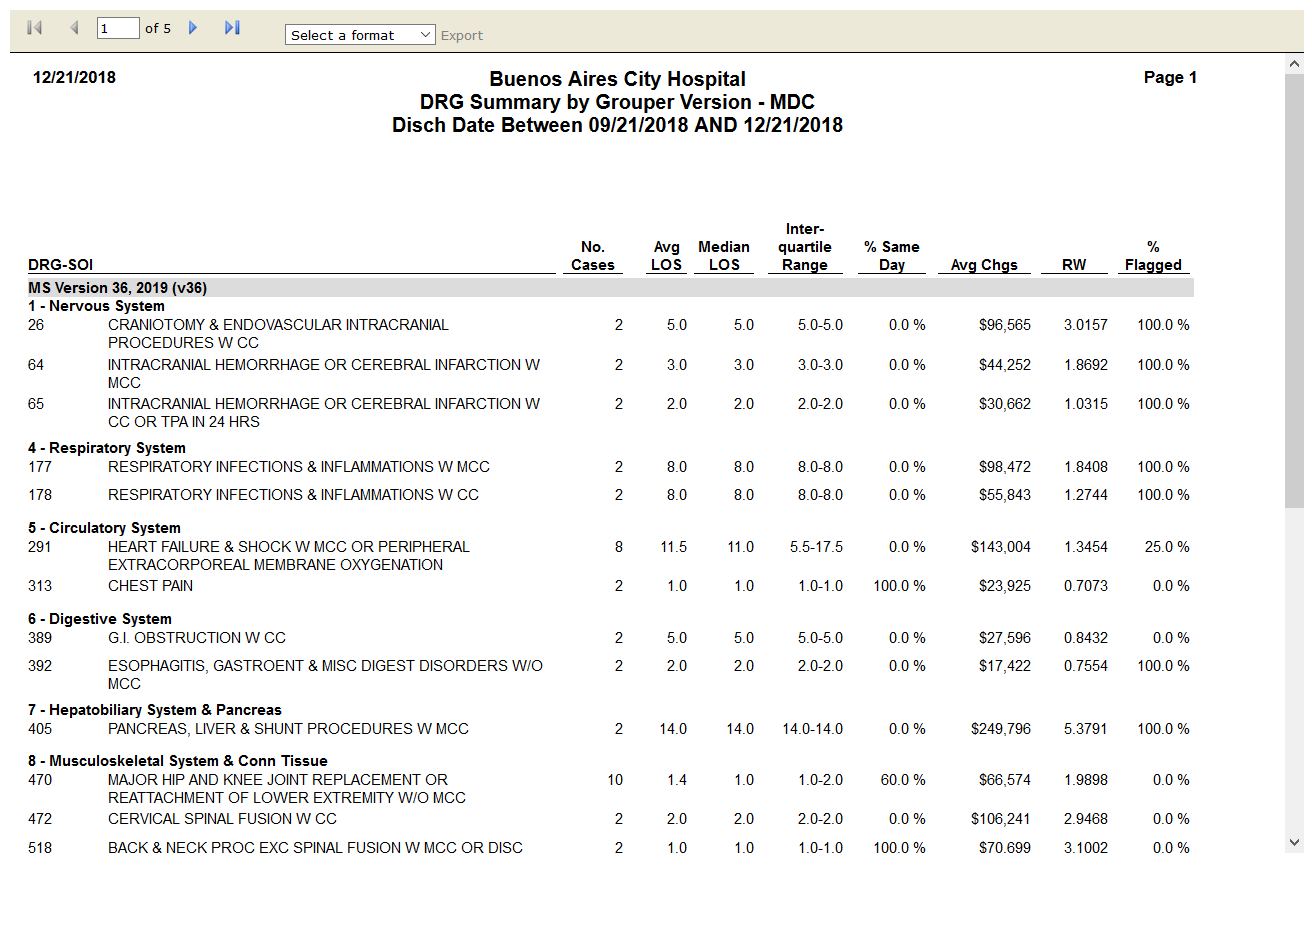 1 of 5 Select a format Export
12/21/2018 Buenos Aires City Hospital Page 1
DRG Summary by Grouper Version - MDC
Disch Date Between 09/21/2018 AND 12/21/2018
Inter-
No. Avg Median quartile % Same %
DRG-SOI Cases LOS LOS Range Day Avg Chgs RW Flagged
MS Version 36, 2019 (v36)
1 - Nervous System
26 CRANIOTOMY & ENDOVASCULAR INTRACRANIAL 2 5.0 5.0 5.0-5.0 0.0 % $96,565 3.0157 100.0 %
PROCEDURES W CC
64 INTRACRANIAL HEMORRHAGE OR CEREBRAL INFARCTION W 2 3.0 3.0 3.0-3.0 0.0 % $44,252 1.8692 100.0 %
MCC
65 INTRACRANIAL HEMORRHAGE OR CEREBRAL INFARCTION W 2 2.0 2.0 2.0-2.0 0.0 % $30,662 1.0315 100.0 %
CC OR TPA IN 24 HRS
4 - Respiratory System
177 RESPIRATORY INFECTIONS & INFLAMMATIONS W MCC 2 8.0 8.0 8.0-8.0 0.0 % $98,472 1.8408 100.0 %
178 RESPIRATORY INFECTIONS & INFLAMMATIONS W CC 2 8.0 8.0 8.0-8.0 0.0 % $55,843 1.2744 100.0 %
5 - Circulatory System
291 HEART FAILURE & SHOCK W MCC OR PERIPHERAL 8 11.5 11.0 5.5-17.5 0.0 % $143,004 1.3454 25.0 %
EXTRACORPOREAL MEMBRANE OXYGENATION
313 CHEST PAIN 2 1.0 1.0 1.0-1.0 100.0 % $23,925 0.7073 0.0 %
6 - Digestive System
389 G.I. OBSTRUCTION W CC 2 5.0 5.0 5.0-5.0 0.0 % $27,596 0.8432 0.0 %
392 ESOPHAGITIS, GASTROENT & MISC DIGEST DISORDERS W/O 2 2.0 2.0 2.0-2.0 0.0 % $17,422 0.7554 100.0 %
MCC
7 - Hepatobiliary System & Pancreas
405 PANCREAS, LIVER & SHUNT PROCEDURES W MCC 2 14.0 14.0 14.0-14.0 0.0 % $249,796 5.3791 100.0 %
8 - Musculoskeletal System & Conn Tissue
470 MAJOR HIP AND KNEE JOINT REPLACEMENT OR 10 1.4 1.0 1.0-2.0 60.0 % $66,574 1.9898 0.0 %
REATTACHMENT OF LOWER EXTREMITY W/O MCC
472 CERVICAL SPINAL FUSION W CC 2 2.0 2.0 2.0-2.0 0.0 % $106,241 2.9468 0.0 %
518 BACK & NECK PROC EXC SPINAL FUSION W MCC OR DISC 2 1.0 1.0 1.0-1.0 100.0 % $70.699 3.1002 0.0 %